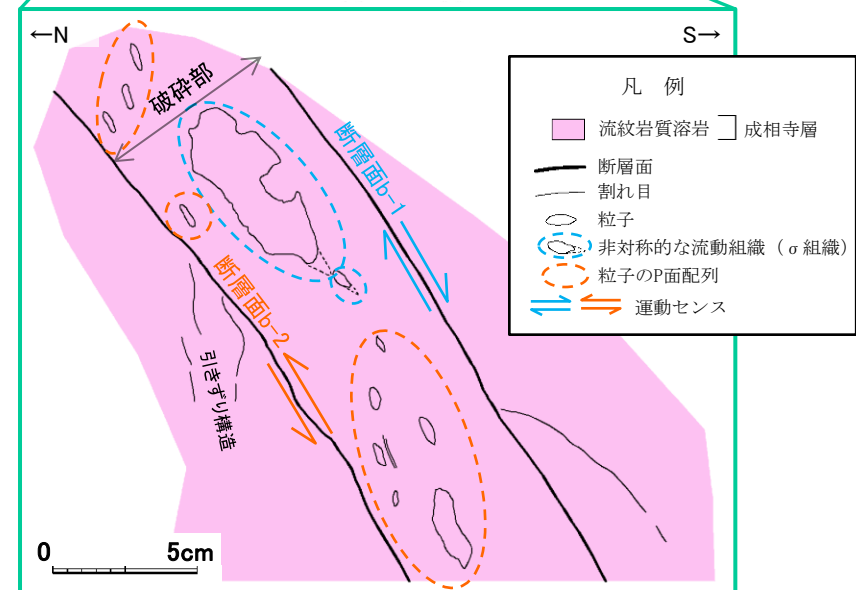 ←N
S→
破砕部
断層面b-1
断層面b-2
引きずり構造
0 5cm
凡 例
流紋岩質溶岩 成相寺層
断層面
割れ目
粒子
非対称的な流動組織（σ組織）
粒子のP面配列
運動センス